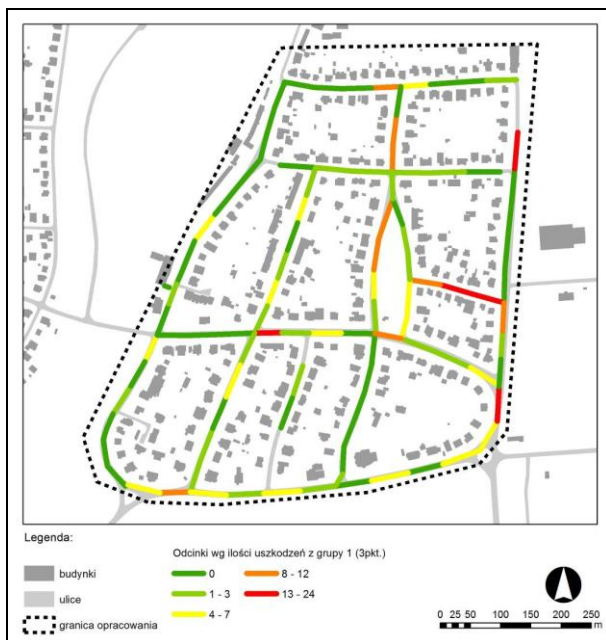 Legenda:
budynki
ulice
granica opracowania
Odcinki wg ilości uszkodzeń z grupy 1 (3pkt.)
0
1 - 3
4 - 7
8 - 12
13 - 24
0 25 50 100 150 200 250
m